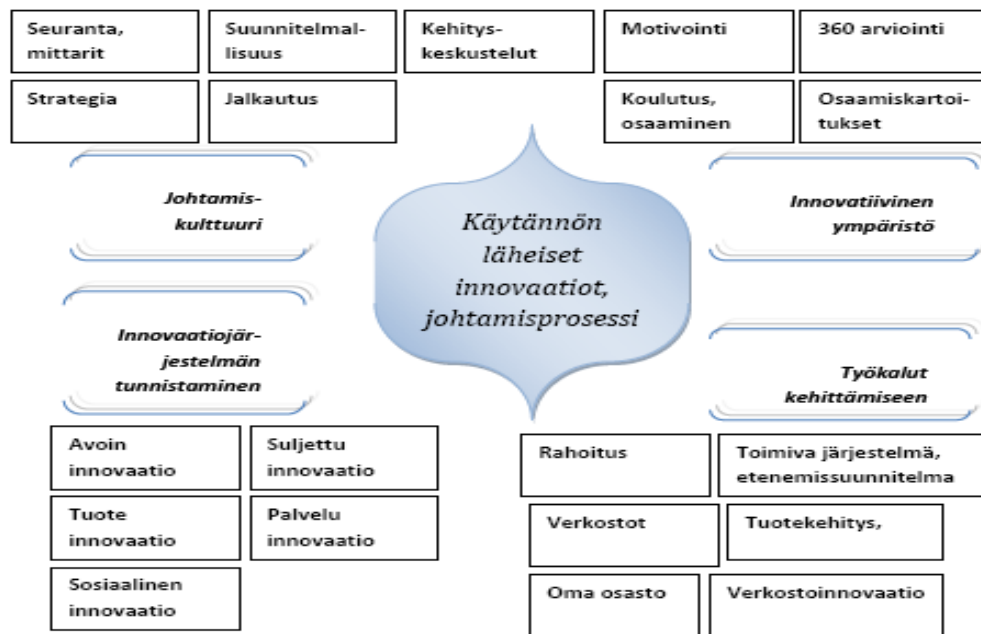 Seuranta,
mittarit
Suunnitelmal-
lisuus
Kehitys-
keskustelut
Motivointi
360 arviointi
Strategia
Jalkautus
Koulutus,
osaaminen
Osaamiskartoi-
tukset
Johtamis-
kulttuuri
Käytännön
läheiset
innovaatiot,
johtamisprosessi
Innovatiivinen
ympäristö
Innovaatiojär-
jestelmän
tunnistaminen
Työkalut
kehittämiseen
Avoin
innovaatio
Suljettu
innovaatio
Rahoitus
Toimiva järjestelmä,
etenemissuunnitelma
Tuote
innovaatio
Palvelu
innovaatio
Verkostot
Tuotekehitys,
Sosiaalinen
innovaatio
Oma osasto
Verkostoinnovaatio